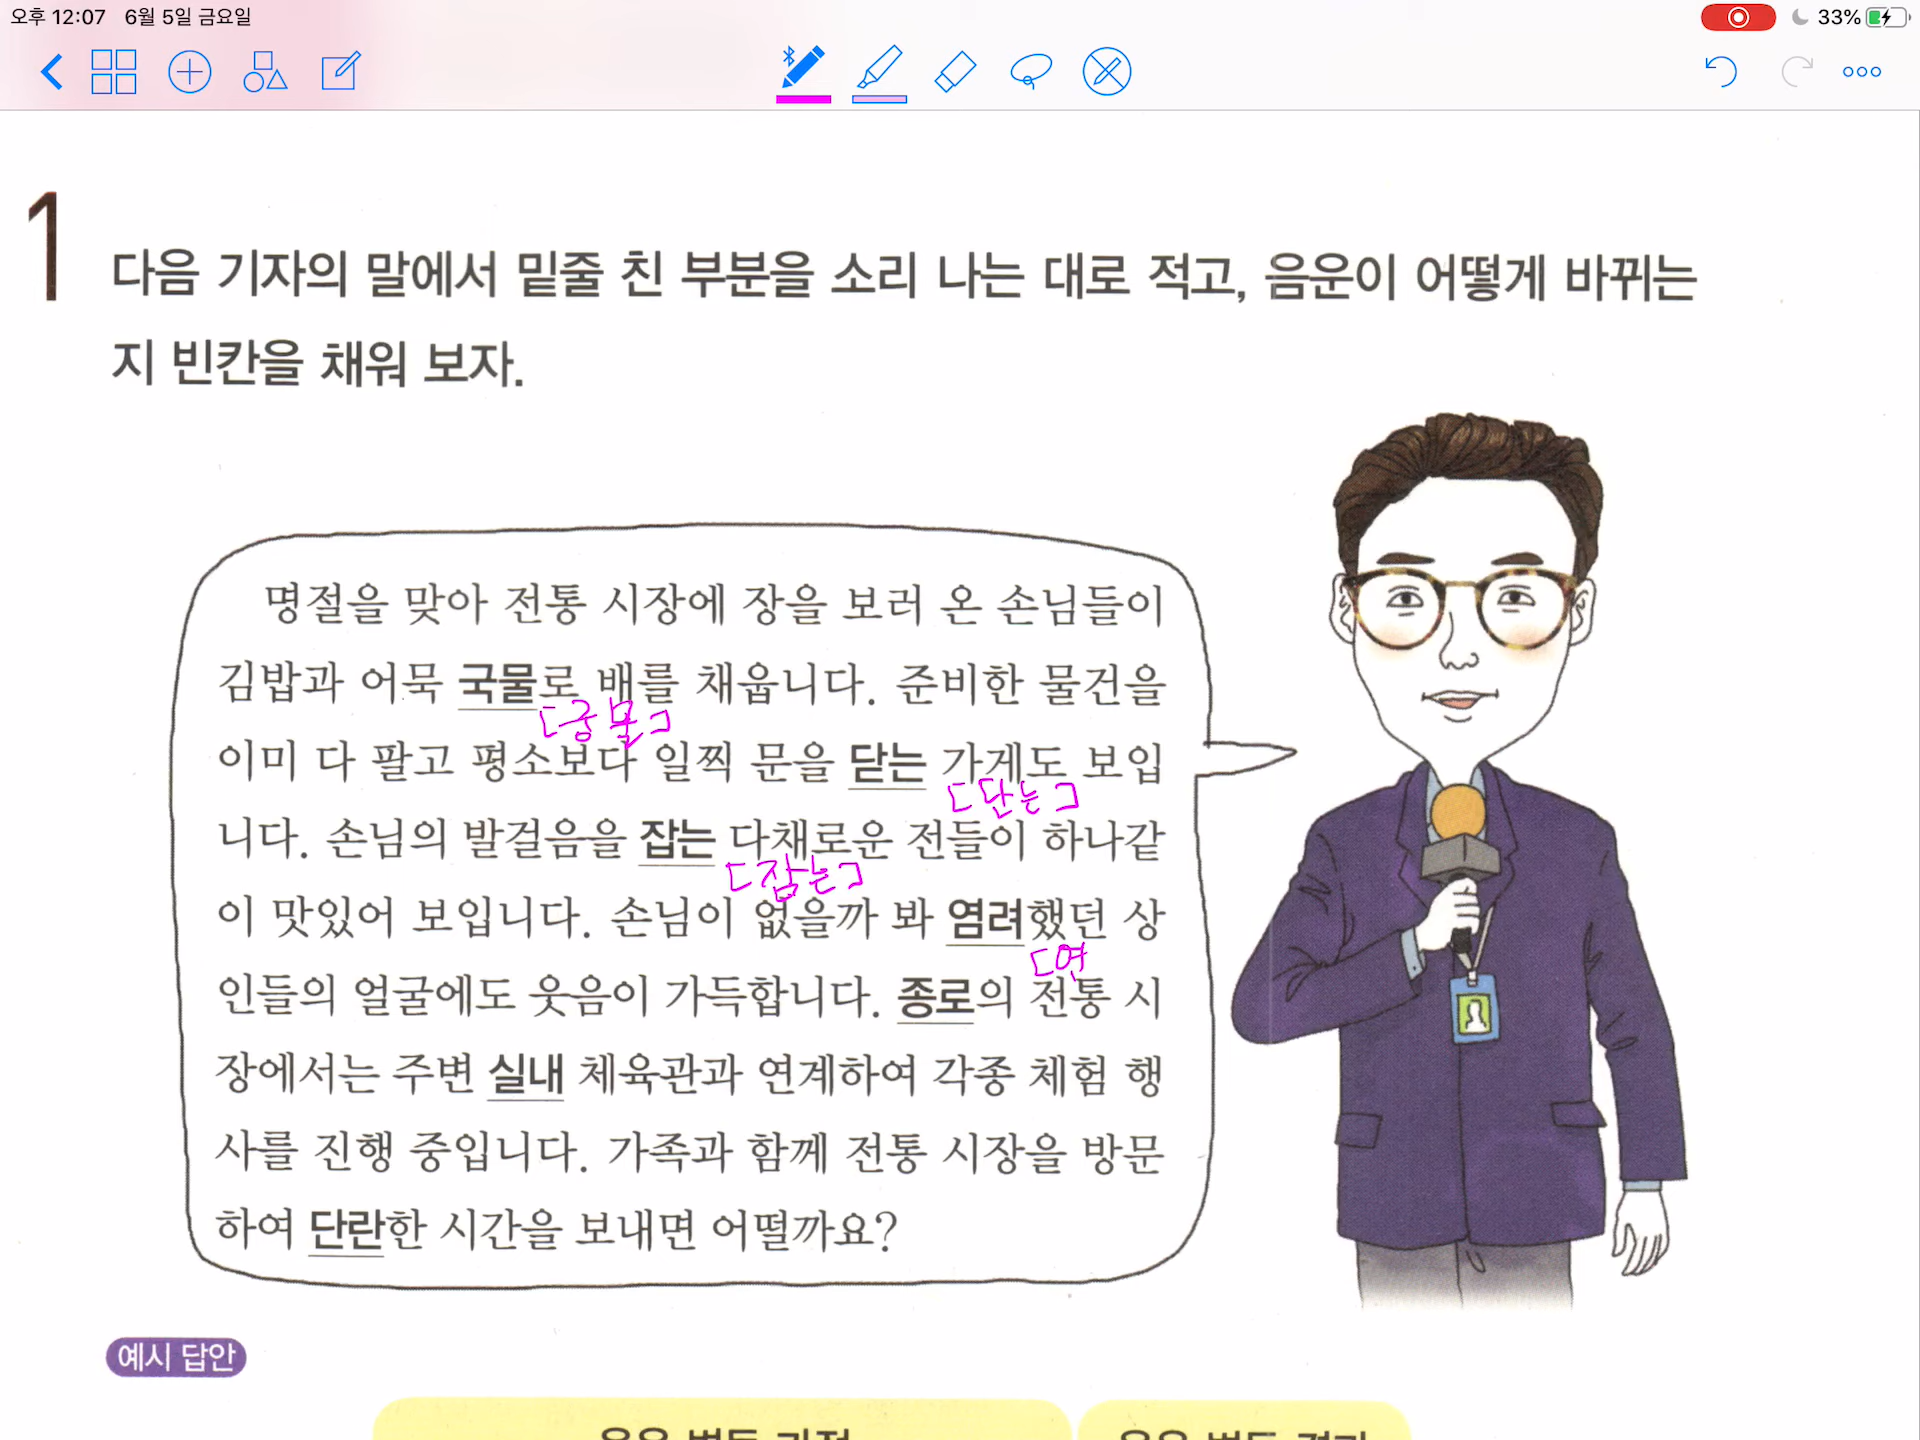 오후 12:07 6월 5일 금요일
33%
1
다음 기자의 말에서 밑줄 친 부분을 소리 나는 대로 적고, 음운이 어떻게 바뀌는
지 빈칸을 채워 보자.
명절을 맞아 전통 시장에 장을 보러 온 손님들이
김밥과 어묵 국물로 배를 채웁니다. 준비한 물건을
[궁물]
이미 다 팔고 평소보다 일찍 문을 닫는 가게도 보입
[단는]
니다. 손님의 발걸음을 잡는 다채로운 전들이 하나같
[잠는]
이 맛있어 보입니다. 손님이 없을까 봐 염려했던 상
[연
인들의 얼굴에도 웃음이 가득합니다. 종로의 전통 시
장에서는 주변 실내 체육관과 연계하여 각종 체험 행
사를 진행 중입니다. 가족과 함께 전통 시장을 방문
하여 단란한 시간을 보내면 어떨까요?
예시 답안